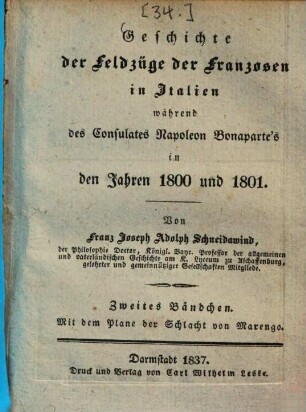 [34.]
Geschichte
der Feldzüge der Franzosen
in Italien
während
des Consulates Napoleon Bonaparte's
in
den Jahren 1800 und 1801.
Von
Franz Joseph Adolph Schneidawind,
der Philosophie Doctor, Königl. Bayr. Professor der allgemeinen
und vaterländischen Geschichte am K. Lyceum zu Aschaffenburg,
gelehrter und gemeinnütziger Gesellschaften Mitgliede.
Zweites Bändchen.
Mit dem Plane der Schlacht von Marengo.
Darmstadt 1837.
Druck und Verlag von Carl Wilhelm Leske.